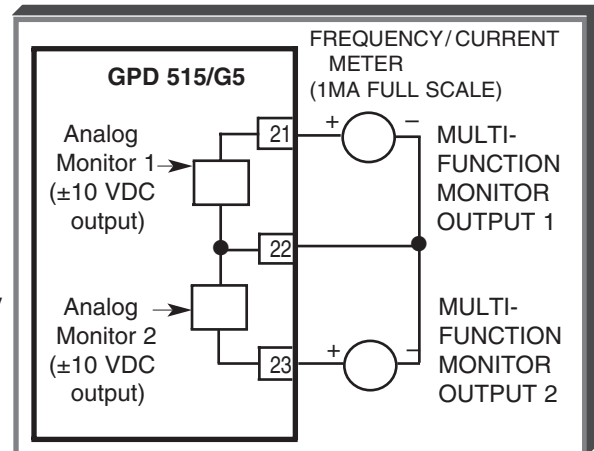 FREQUENCY/CURRENT
METER
(1MA FULL SCALE)
GPD 515/G5
Analog
Monitor 1
(±10 VDC
output)
21
+
–
MULTI-
FUNCTION
MONITOR
OUTPUT 1
22
Analog
Monitor 2
(±10 VDC
output)
23
+
–
MULTI-
FUNCTION
MONITOR
OUTPUT 2